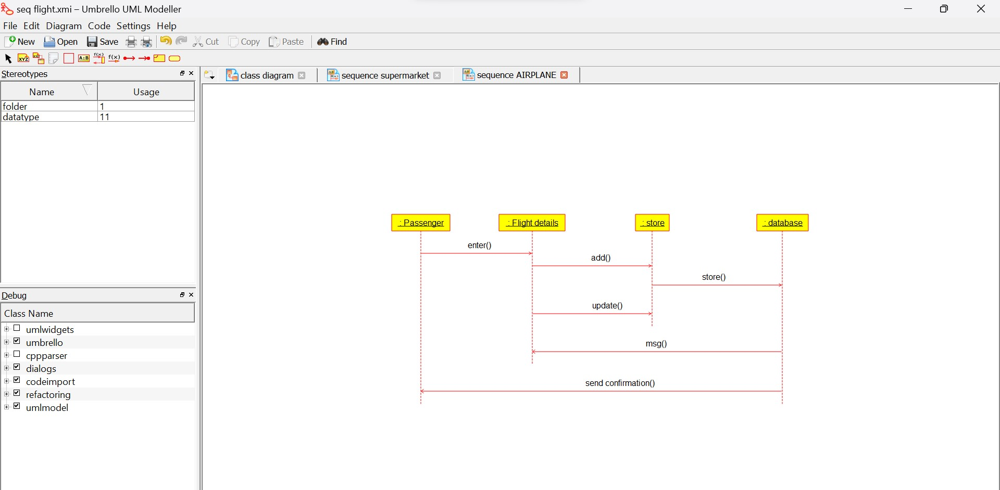 seq flight.xmi – Umbrello UML Modeller
File Edit Diagram Code Settings Help
New Open Save Cut Copy Paste Find
XYZ XYZ A:B f(x) f(x)
Stereotypes
class diagram sequence supermarket sequence AIRPLANE
Name Usage
folder 1
datatype 11
: Passenger : Flight details : store : database
enter()
add()
store()
update()
msg()
send confirmation()
Debug
Class Name
umlwidgets
umbrello
cppparser
dialogs
codeimport
refactoring
umlmodel